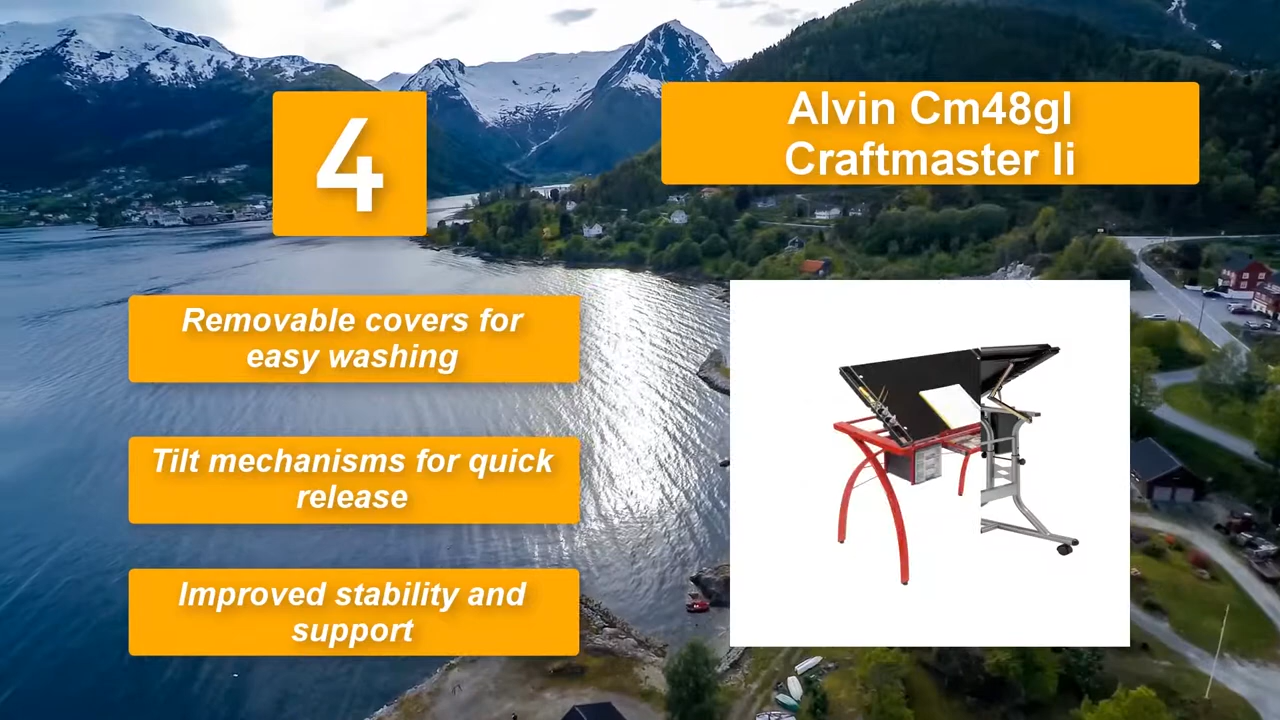 4
Alvin Cm48gl
Craftmaster Ii
Removable covers for
easy washing
Tilt mechanisms for quick
release
Improved stability and
support